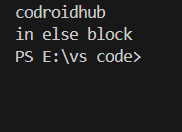 codroidhub
in else block
PS E:\vs code>